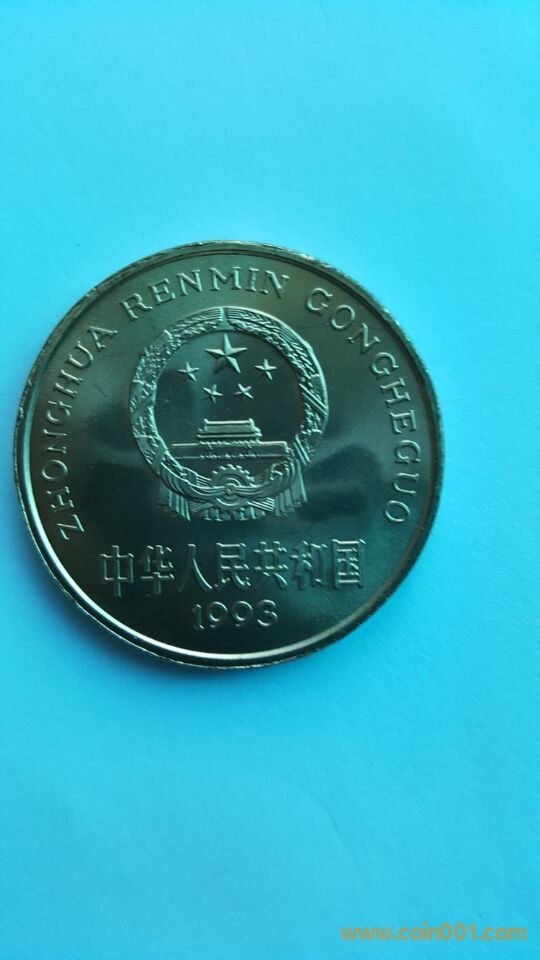 ZHONGHUA RENMIN GONGHEGUO
中华人民共和国
1993
www.coin001.com